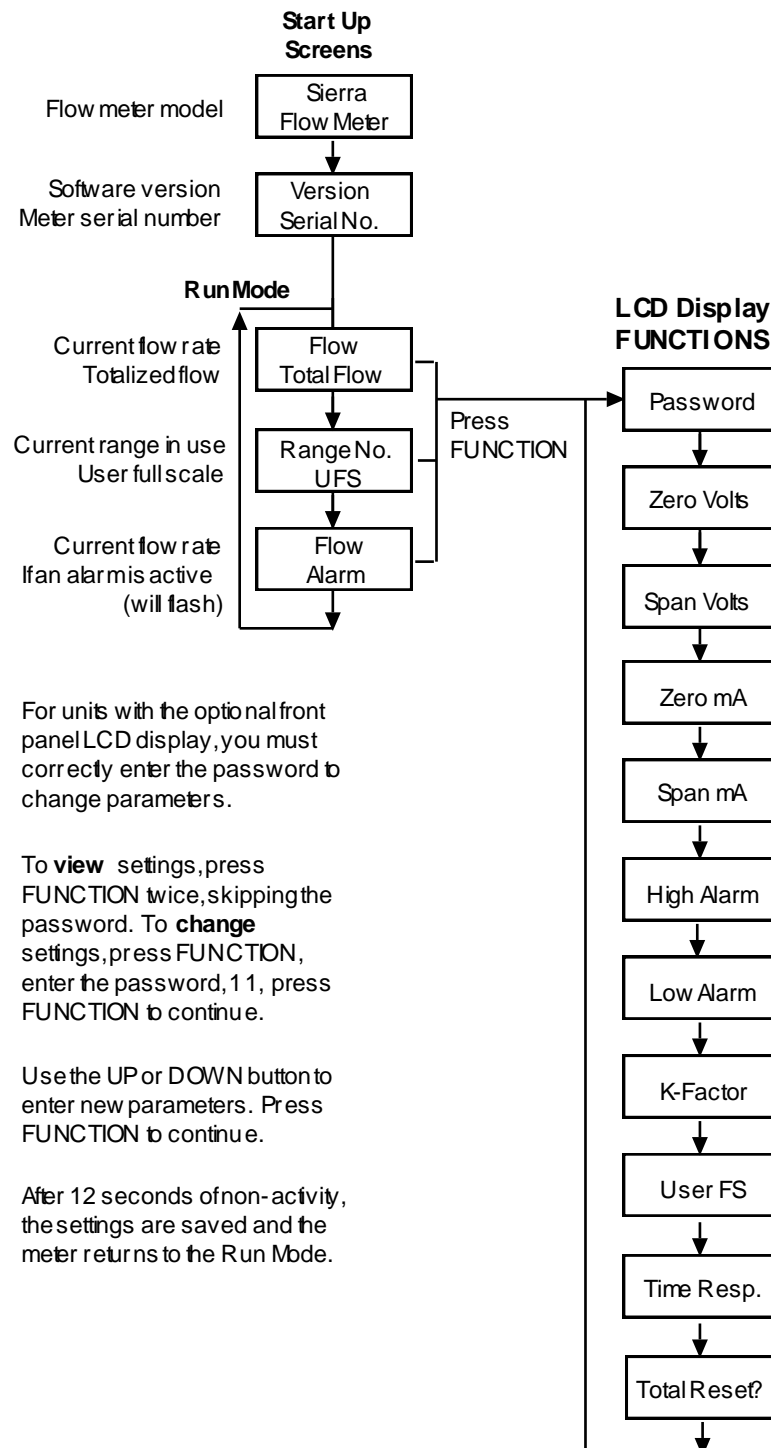 Start Up
Screens
Flow meter model
Sierra
Flow Meter
Software version
Meter serial number
Version
Serial No.
Run Mode
Current flow rate
Totalized flow
Flow
Total Flow
Current range in use
User full scale
Range No.
UFS
Current flow rate
If an alarm is active
(will flash)
Flow
Alarm
Press
FUNCTION
LCD Display
FUNCTIONS
Password
Zero Volts
Span Volts
Zero mA
Span mA
High Alarm
Low Alarm
K-Factor
User FS
Time Resp.
Total Reset?
For units with the optional front
panel LCD display, you must
correctly enter the password to
change parameters.
To view settings, press
FUNCTION twice, skipping the
password. To change
settings, press FUNCTION,
enter the password, 11, press
FUNCTION to continue.
Use the UP or DOWN button to
enter new parameters. Press
FUNCTION to continue.
After 12 seconds of non-activity,
the settings are saved and the
meter returns to the Run Mode.